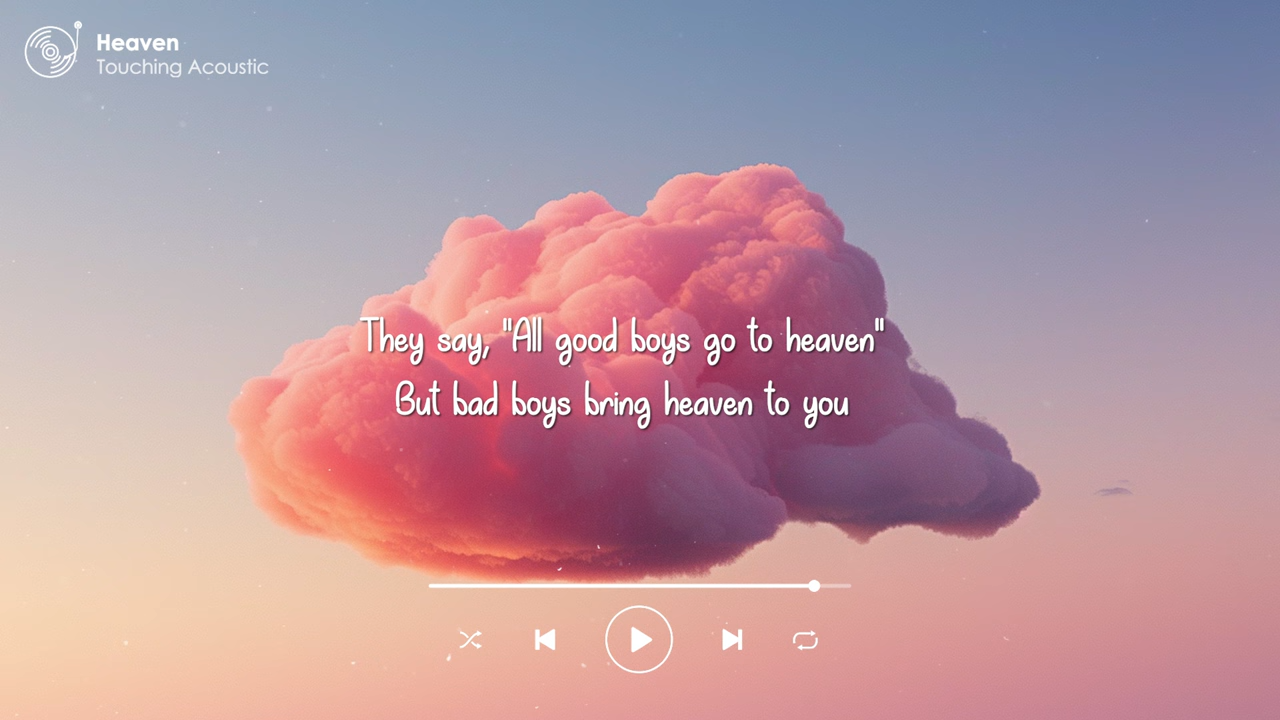 Heaven
Touching Acoustic
They say, "All good boys go to heaven"
But bad boys bring heaven to you